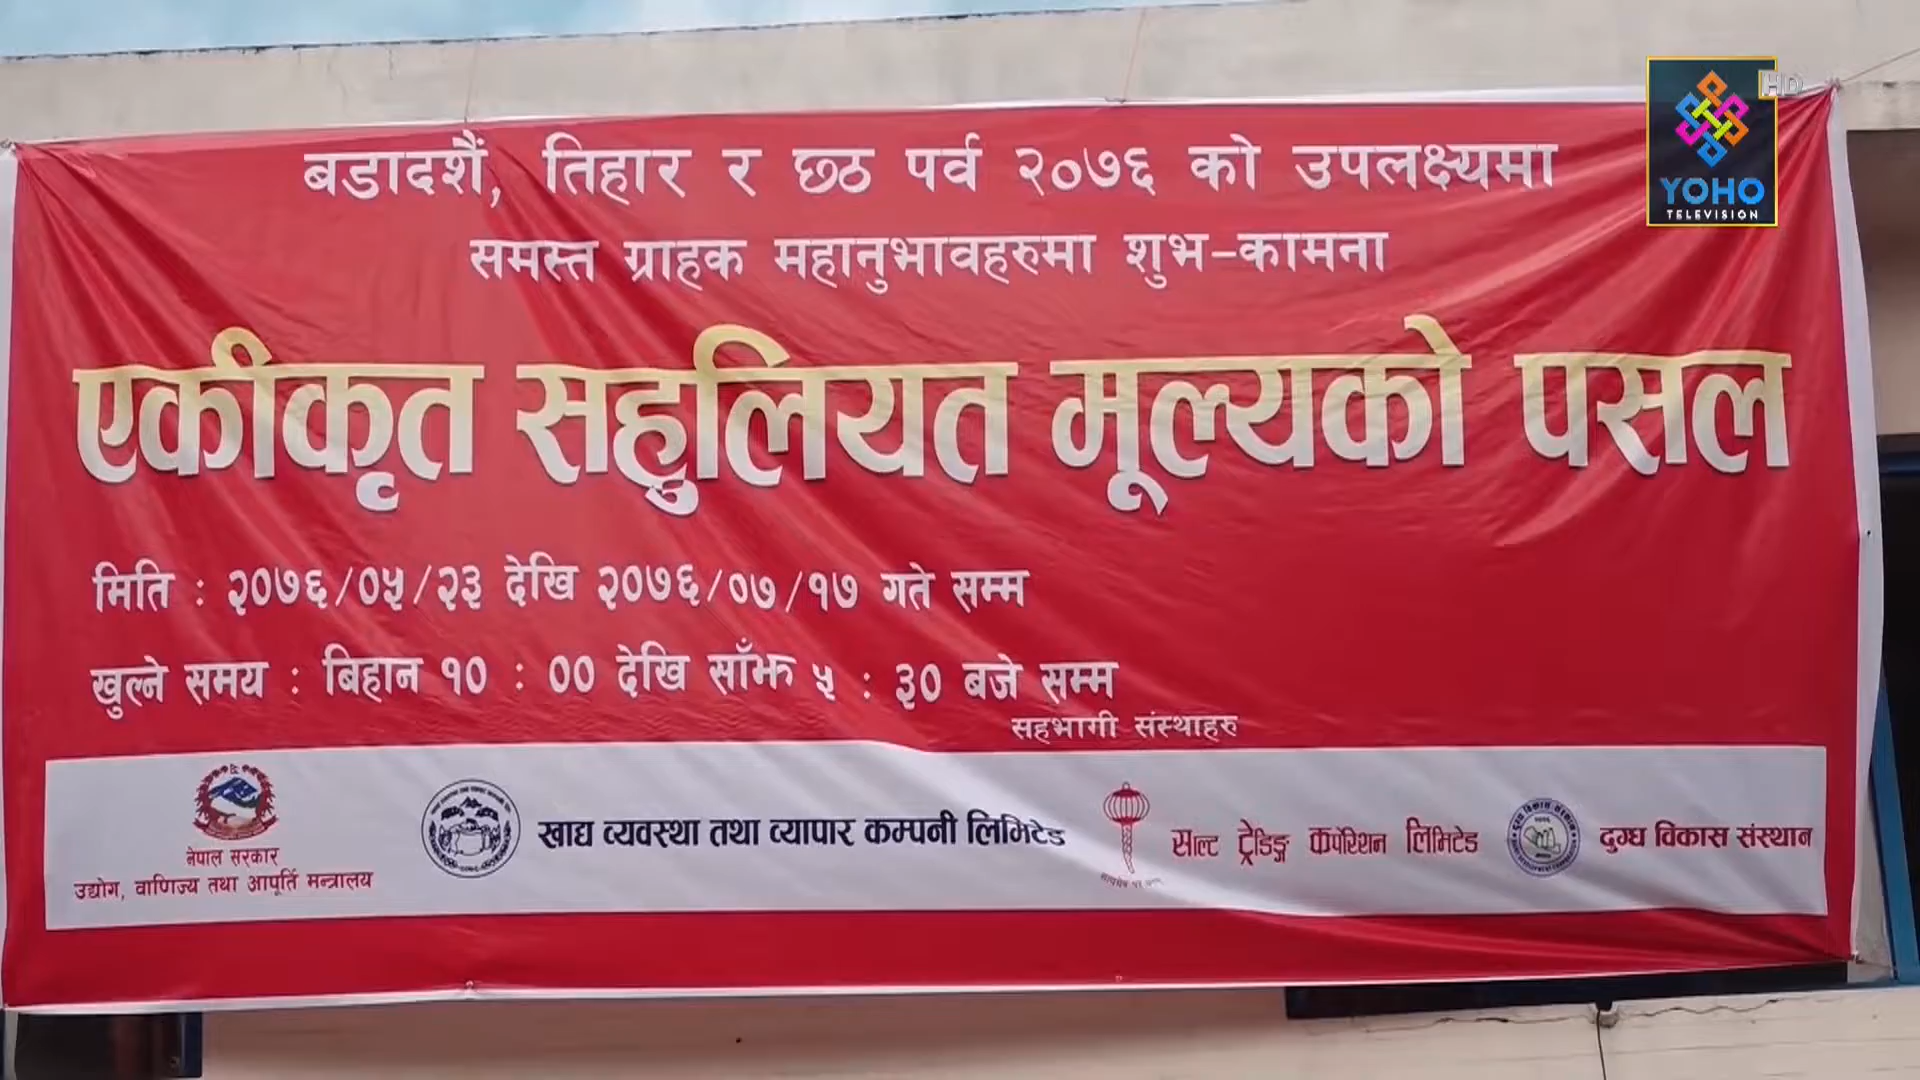 बडादशैं, तिहार र छठ पर्व २०७६ को उपलक्ष्यमा
समस्त ग्राहक महानुभावहरुमा शुभ-कामना
एकीकृत सहुलियत मूल्यको पसल
मिति : २०७६/०५/२३ देखि २०७६/०७/१७ गते सम्म
खुल्ने समय : बिहान १० : ०० देखि साँझ ५ : ३० बजे सम्म
सहभागी संस्थाहरु
नेपाल सरकार
उद्योग, वाणिज्य तथा आपूर्ति मन्त्रालय
खाद्य व्यवस्था तथा व्यापार कम्पनी लिमिटेड
साल्ट ट्रेडिङ्ग कर्पोरेशन लिमिटेड
दुग्ध विकास संस्थान
HD
YOHO
TELEVISION